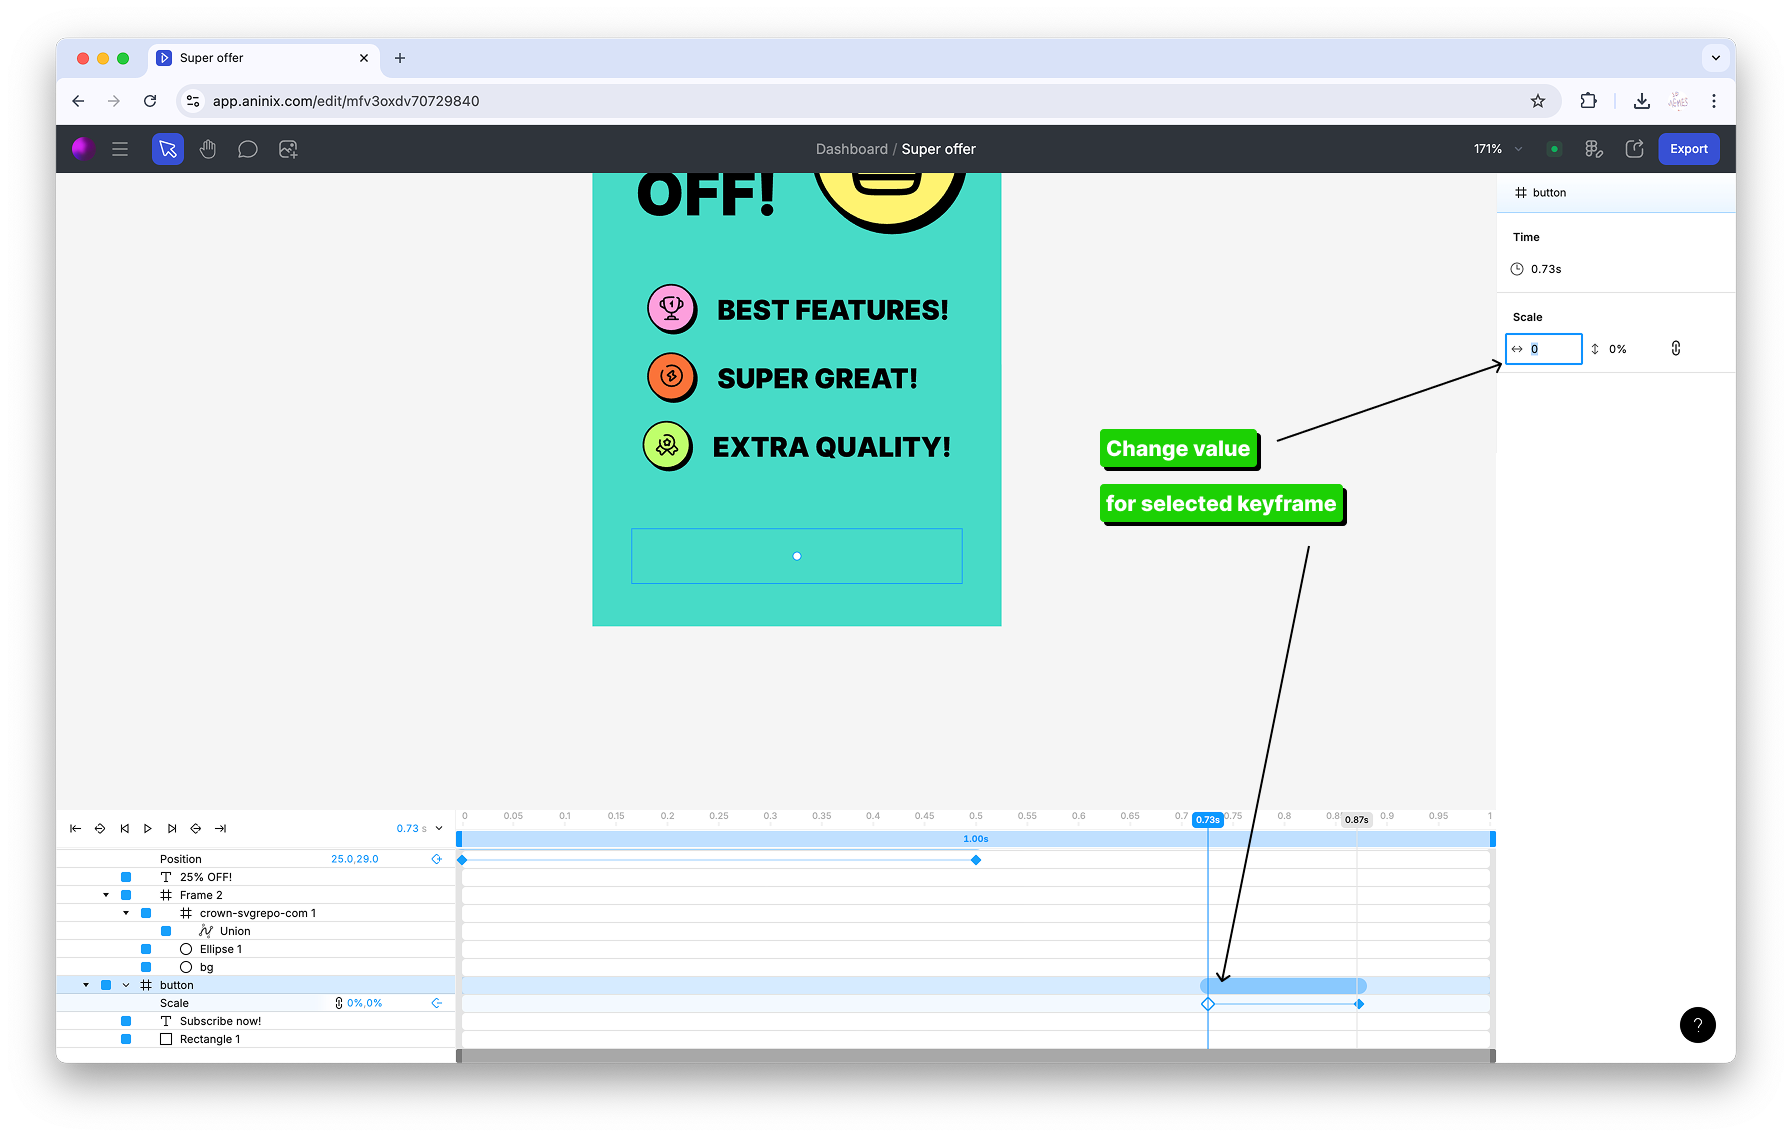 Super offer
app.aninix.com/edit/mfv3oxdv70729840
Dashboard / Super offer
171%
Export
OFF!
BEST FEATURES!
SUPER GREAT!
EXTRA QUALITY!
Change value
for selected keyframe
button
Time
0.73s
Scale
0
0%
0.73 s
0 0.05 0.1 0.15 0.2 0.25 0.3 0.35 0.4 0.45 0.5 0.55 0.6 0.65 0.7 0.73s 0.75 0.8 0.87s 0.9 0.95 1
1.00s
Position 25.0,29.0
25% OFF!
Frame 2
crown-svgrepo-com 1
Union
Ellipse 1
bg
button
Scale 0%,0%
Subscribe now!
Rectangle 1
?